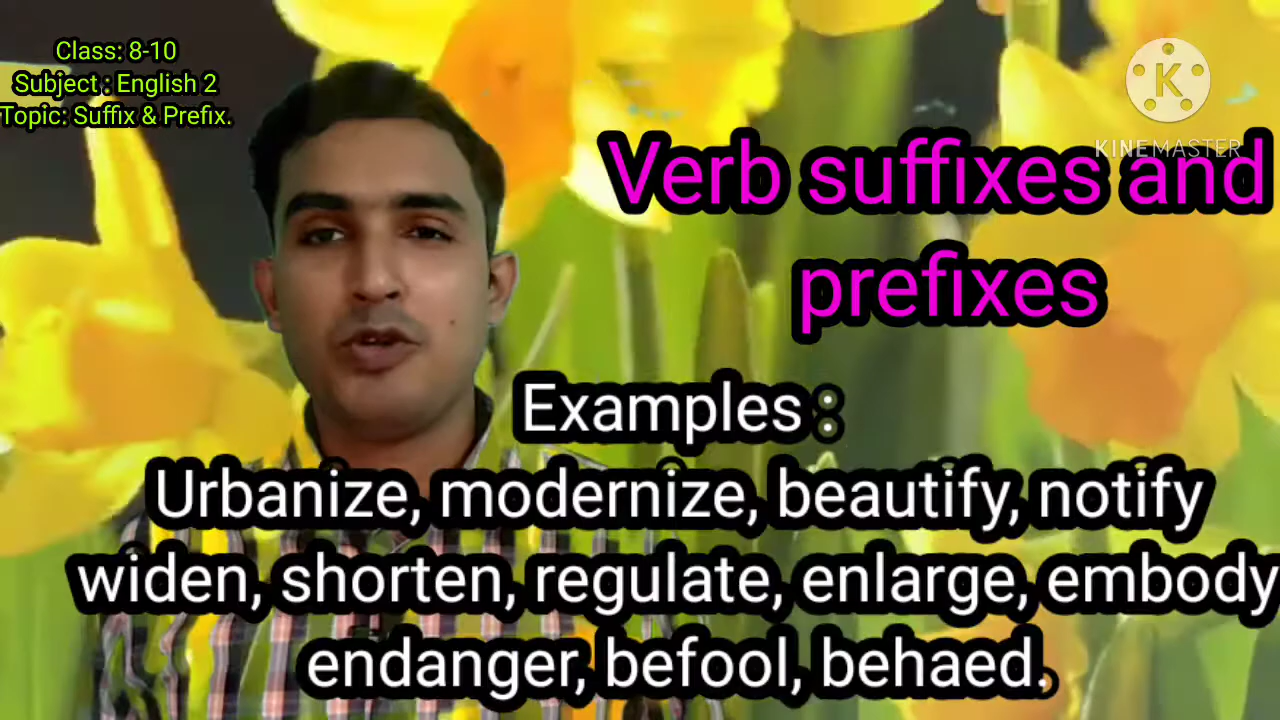 Class: 8-10
Subject : English 2
Topic: Suffix & Prefix.
K
KINEMASTER
Verb suffixes and
prefixes
Examples :
Urbanize, modernize, beautify, notify
widen, shorten, regulate, enlarge, embody
endanger, befool, behaed.